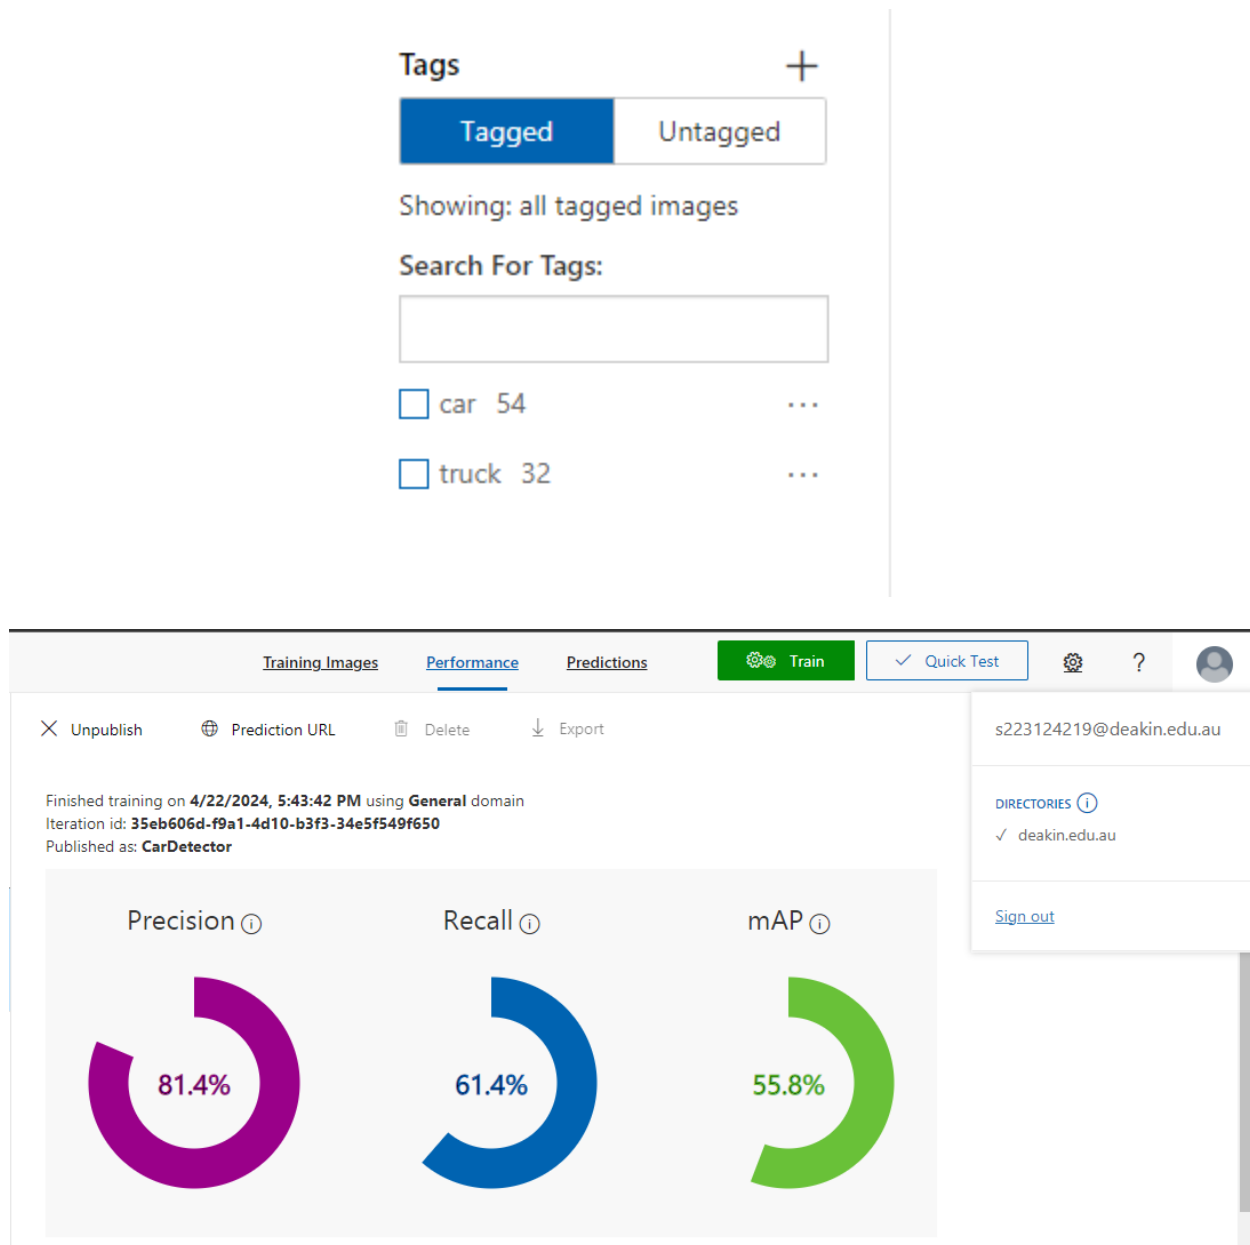 Tags +
Tagged Untagged
Showing: all tagged images
Search For Tags:
car 54 ...
truck 32 ...
Training Images Performance Predictions Train Quick Test ?
Unpublish Prediction URL Delete Export
s223124219@deakin.edu.au
DIRECTORIES i
deakin.edu.au
Sign out
Finished training on 4/22/2024, 5:43:42 PM using General domain
Iteration id: 35eb606d-f9a1-4d10-b3f3-34e5f549f650
Published as: CarDetector
Precision i Recall i mAP i
81.4% 61.4% 55.8%